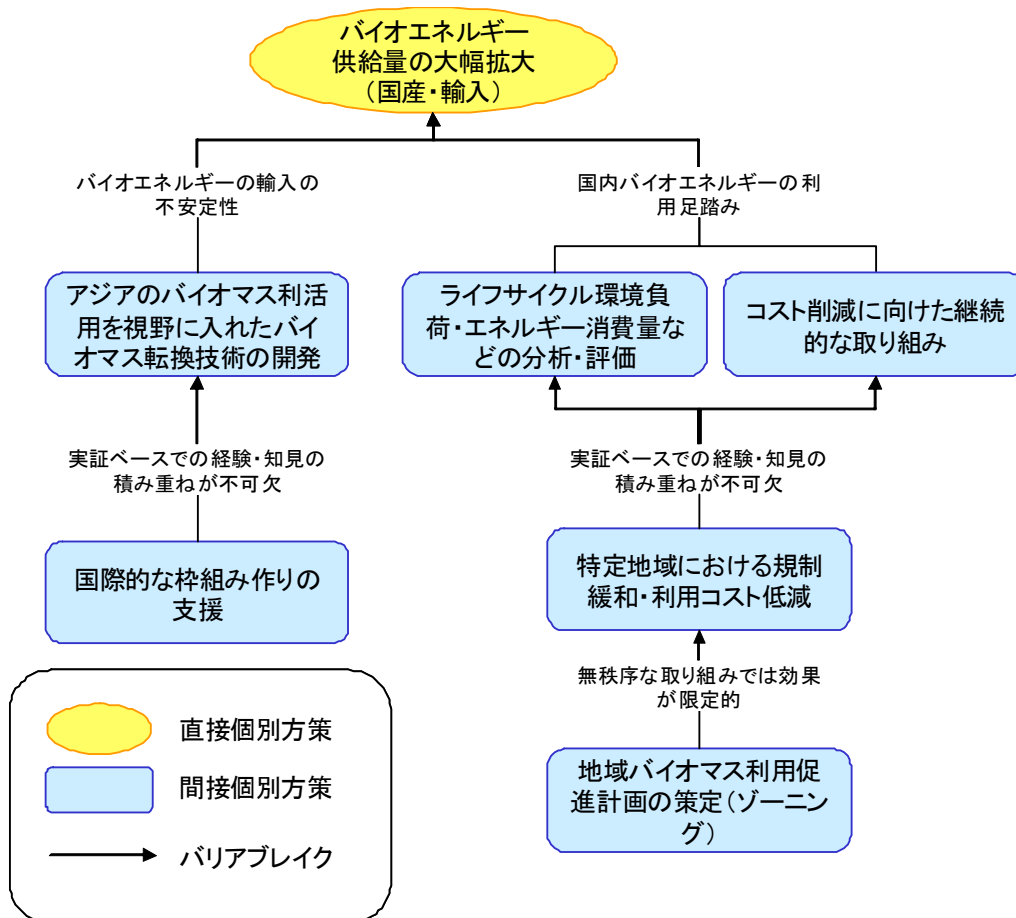 バイオエネルギー
供給量の大幅拡大
（国産・輸入）
バイオエネルギーの輸入の
不安定性
国内バイオエネルギーの利
用足踏み
アジアのバイオマス利活
用を視野に入れたバイ
オマス転換技術の開発
ライフサイクル環境負
荷・エネルギー消費量な
どの分析・評価
コスト削減に向けた継続
的な取り組み
実証ベースでの経験・知見の
積み重ねが不可欠
実証ベースでの経験・知見の
積み重ねが不可欠
国際的な枠組み作りの
支援
特定地域における規制
緩和・利用コスト低減
無秩序な取り組みでは効果
が限定的
地域バイオマス利用促
進計画の策定（ゾーニン
グ）
直接個別方策
間接個別方策
バリアブレイク